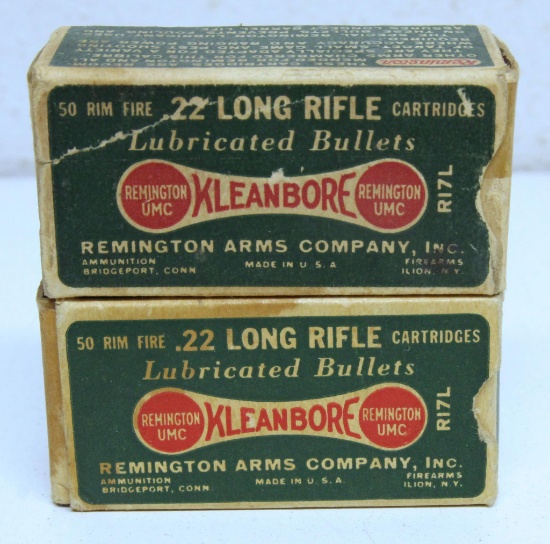 Remington
50 RIM FIRE .22 LONG RIFLE CARTRIDGES
Lubricated Bullets
REMINGTON UMC KLEANBORE REMINGTON UMC
R17L
REMINGTON ARMS COMPANY, INC.
AMMUNITION BRIDGEPORT, CONN MADE IN U.S.A FIREARMS ILION, N.Y.
50 RIM FIRE .22 LONG RIFLE CARTRIDGES
Lubricated Bullets
REMINGTON UMC KLEANBORE REMINGTON UMC
R17L
REMINGTON ARMS COMPANY, INC.
AMMUNITION BRIDGEPORT, CONN. MADE IN U.S.A. FIREARMS ILION, N.Y.